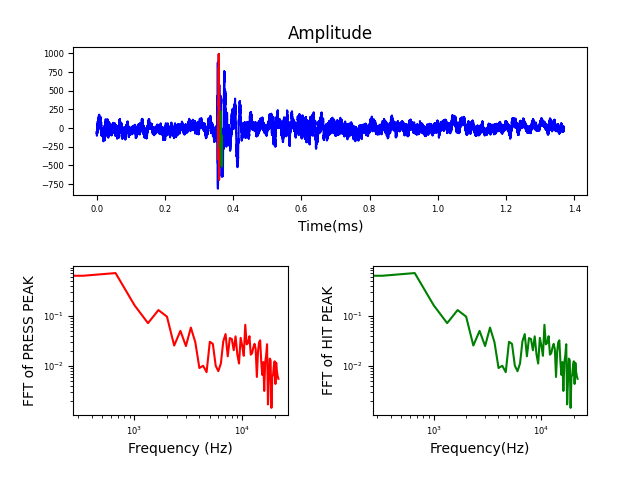 Amplitude
1000
750
500
250
0
−250
−500
−750
0.0 0.2 0.4 0.6 0.8 1.0 1.2 1.4
Time(ms)
FFT of PRESS PEAK
10⁻¹
10⁻²
10³ 10⁴
Frequency (Hz)
FFT of HIT PEAK
10⁻¹
10⁻²
10³ 10⁴
Frequency(Hz)